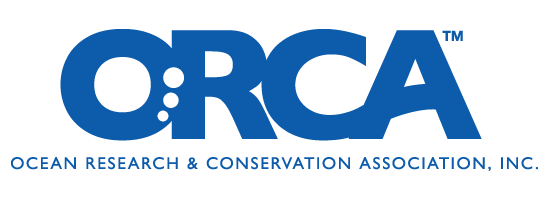 ORCA™
OCEAN RESEARCH & CONSERVATION ASSOCIATION, INC.